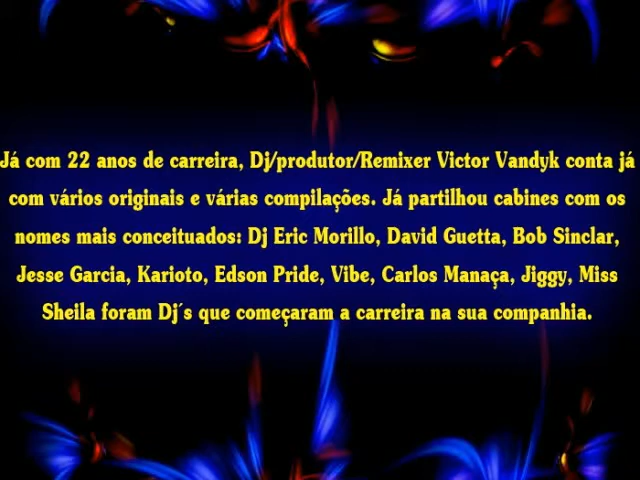 Já com 22 anos de carreira, Dj/produtor/Remixer Victor Vandyk conta já
com vários originais e várias compilações. Já partilhou cabines com os
nomes mais conceituados: Dj Eric Morillo, David Guetta, Bob Sinclar,
Jesse Garcia, Karioto, Edson Pride, Vibe, Carlos Manaça, Jiggy, Miss
Sheila foram Dj´s que começaram a carreira na sua companhia.